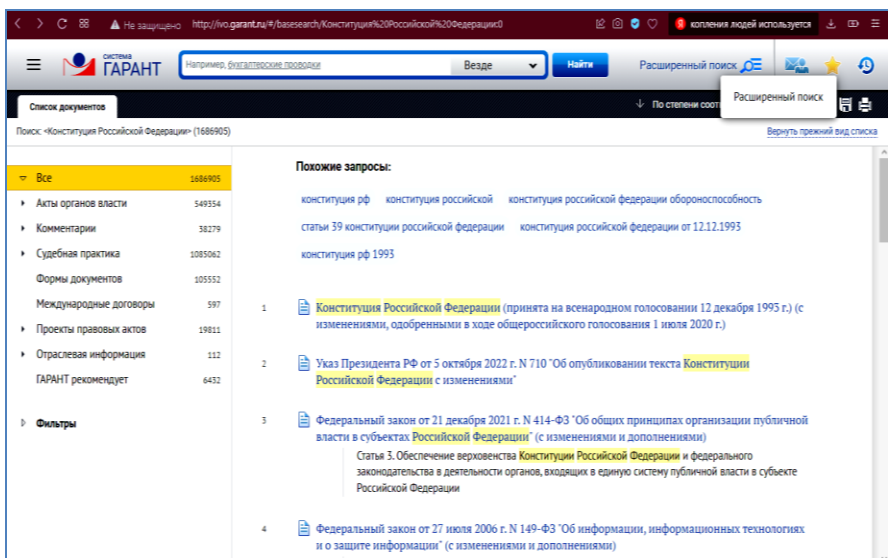 Не защищено http://ivo.garant.ru/#/basesearch/Конституция%20Российской%20Федерации:0 копления людей используется
система
ГАРАНТ
Например, бухгалтерские проводки Везде Найти Расширенный поиск
Список документов По степени соот Расширенный поиск
Поиск: «Конституция Российской Федерации» (1686905) Вернуть прежний вид списка
Похожие запросы:
Все 1686905
конституция рф конституция российской конституция российской федерации обороноспособность
Акты органов власти 549354
статьи 39 конституции российской федерации конституция российской федерации от 12.12.1993
Комментарии 38279
Судебная практика 1085062
конституция рф 1993
Формы документов 105552
Международные договоры 597
1 Конституция Российской Федерации (принята на всенародном голосовании 12 декабря 1993 г.) (с
изменениями, одобренными в ходе общероссийского голосования 1 июля 2020 г.)
Проекты правовых актов 19811
Отраслевая информация 112
2 Указ Президента РФ от 5 октября 2022 г. N 710 "Об опубликовании текста Конституции
Российской Федерации с изменениями"
ГАРАНТ рекомендует 6432
Фильтры
3 Федеральный закон от 21 декабря 2021 г. N 414-ФЗ "Об общих принципах организации публичной
власти в субъектах Российской Федерации" (с изменениями и дополнениями)
Статья 3. Обеспечение верховенства Конституции Российской Федерации и федерального
законодательства в деятельности органов, входящих в единую систему публичной власти в субъекте
Российской Федерации
4 Федеральный закон от 27 июля 2006 г. N 149-ФЗ "Об информации, информационных технологиях
и о защите информации" (с изменениями и дополнениями)